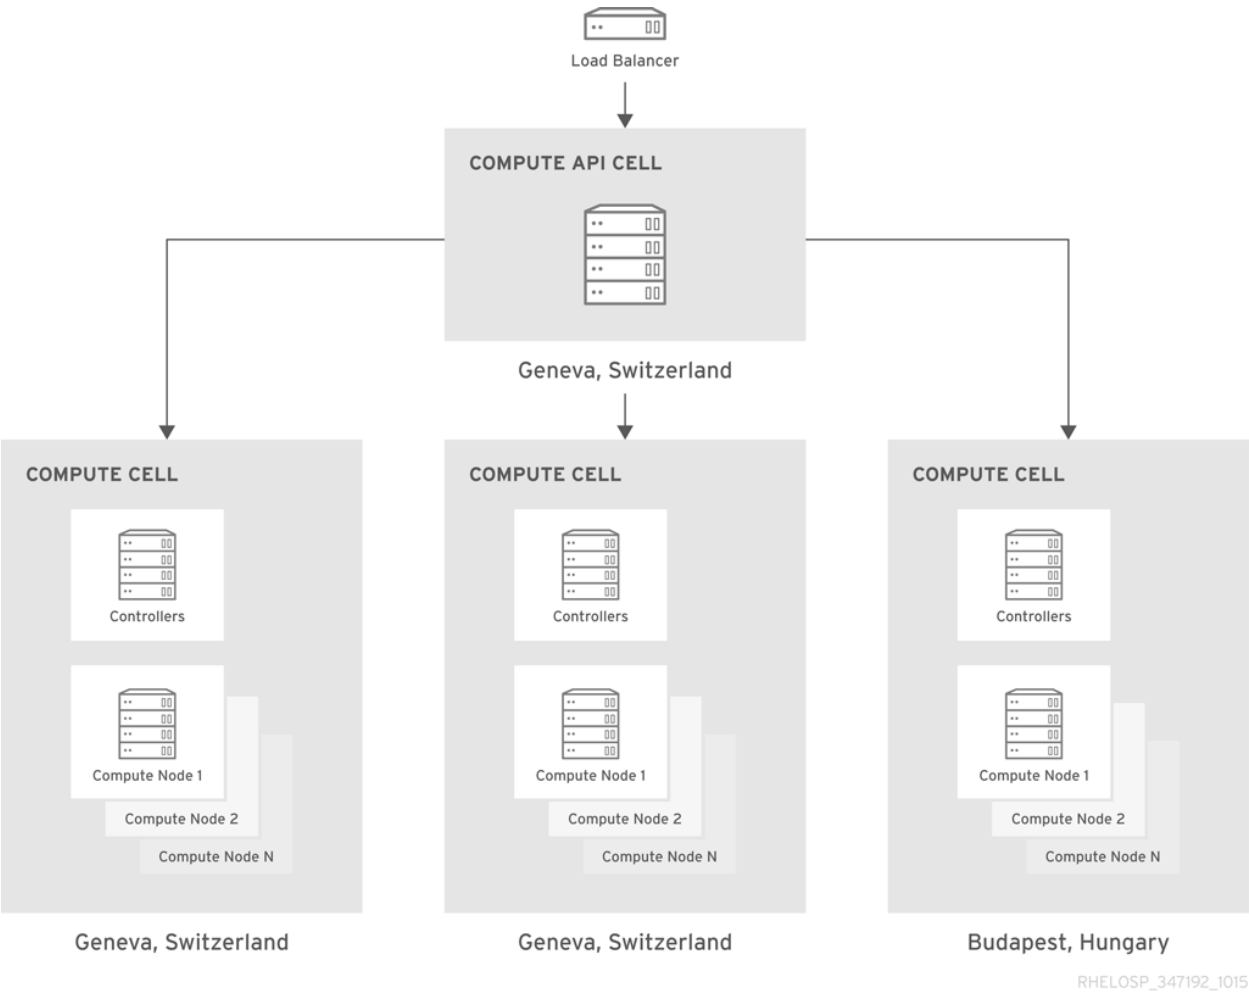 Load Balancer
COMPUTE API CELL
Geneva, Switzerland
COMPUTE CELL
Controllers
Compute Node 1
Compute Node 2
Compute Node N
Geneva, Switzerland
COMPUTE CELL
Controllers
Compute Node 1
Compute Node 2
Compute Node N
Geneva, Switzerland
COMPUTE CELL
Controllers
Compute Node 1
Compute Node 2
Compute Node N
Budapest, Hungary
RHELOSP_347192_1015